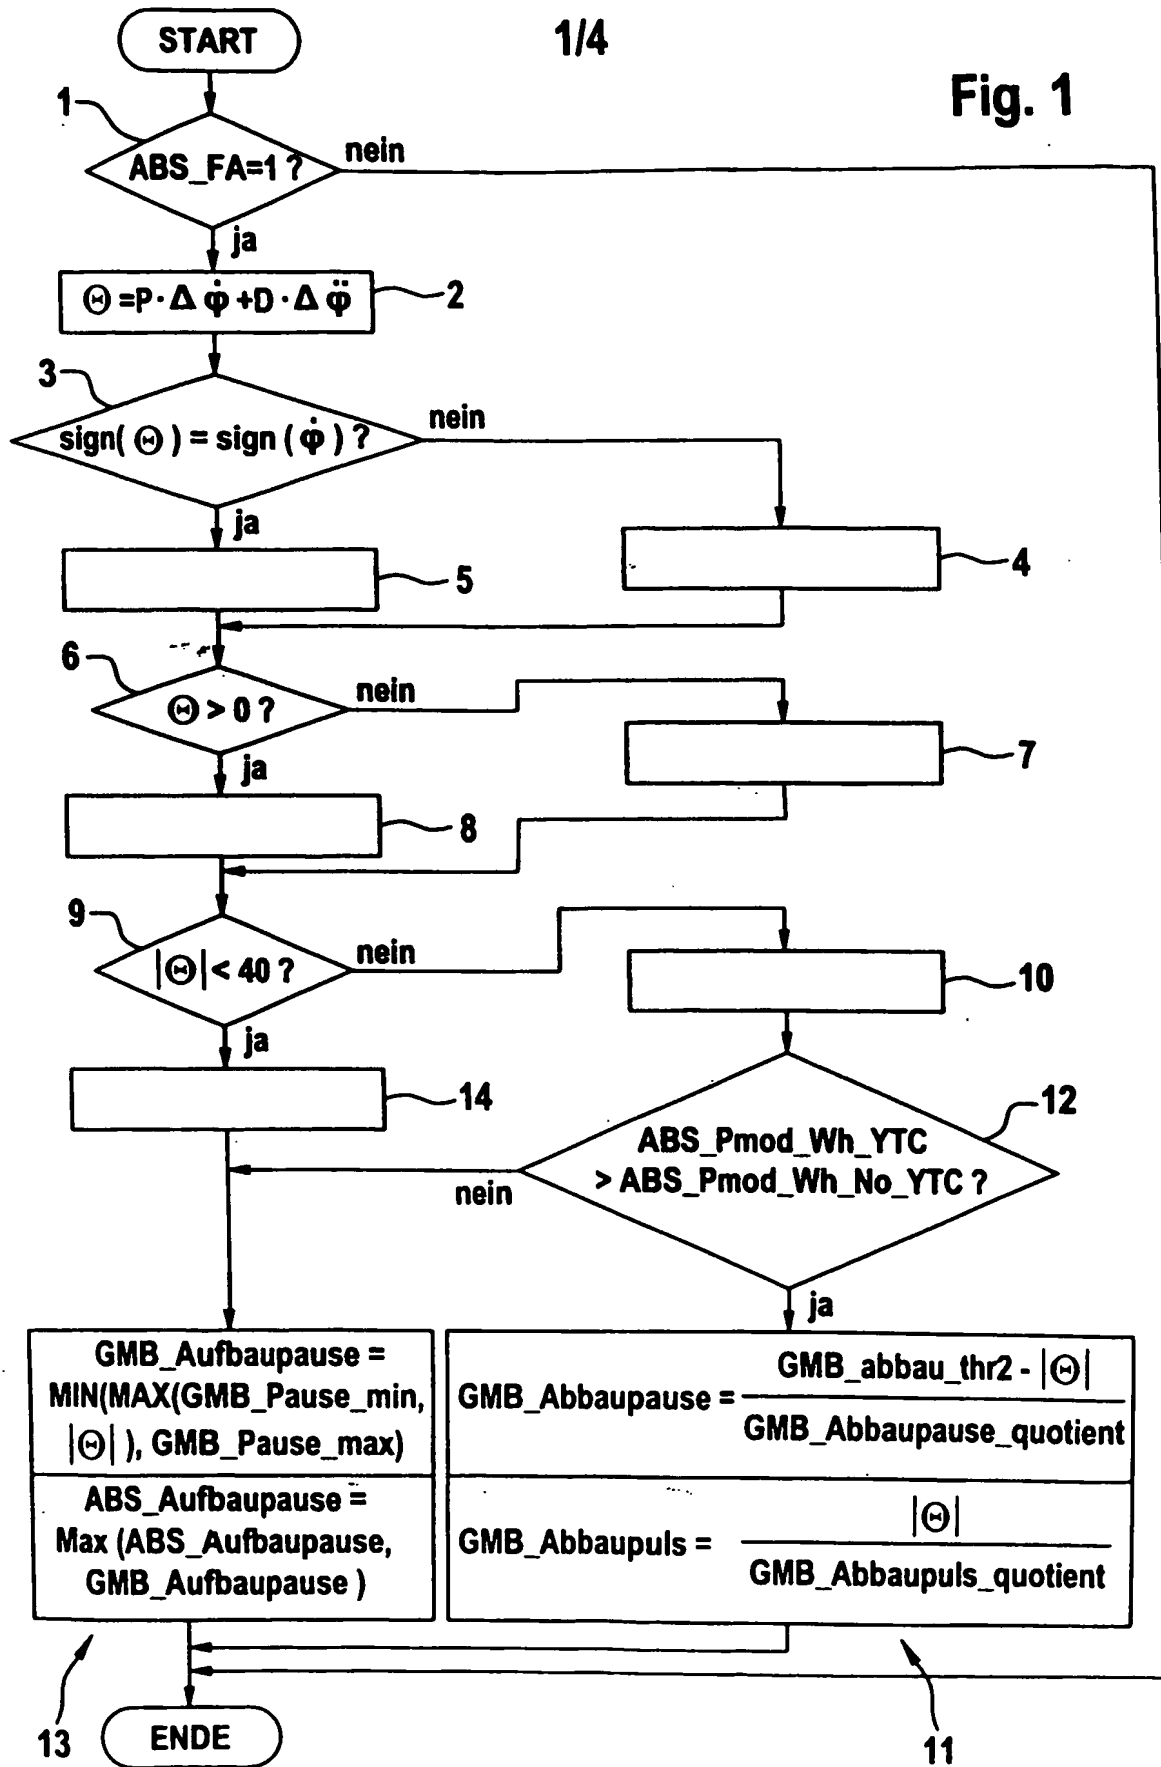 START
1/4
Fig. 1
1
ABS_FA=1 ?
nein
ja
Θ =P · Δ φ̇ +D · Δ φ̈
2
3
sign( Θ ) = sign ( φ̇ ) ?
nein
ja
5
4
6
Θ > 0 ?
nein
ja
7
8
9
|Θ| < 40 ?
nein
ja
10
14
12
ABS_Pmod_Wh_YTC
> ABS_Pmod_Wh_No_YTC ?
nein
ja
GMB_Aufbaupause =
MIN(MAX(GMB_Pause_min,
|Θ| ), GMB_Pause_max)
ABS_Aufbaupause =
Max (ABS_Aufbaupause,
GMB_Aufbaupause )
GMB_abbau_thr2 - |Θ|
GMB_Abbaupause =
GMB_Abbaupause_quotient
|Θ|
GMB_Abbaupuls =
GMB_Abbaupuls_quotient
13
ENDE
11